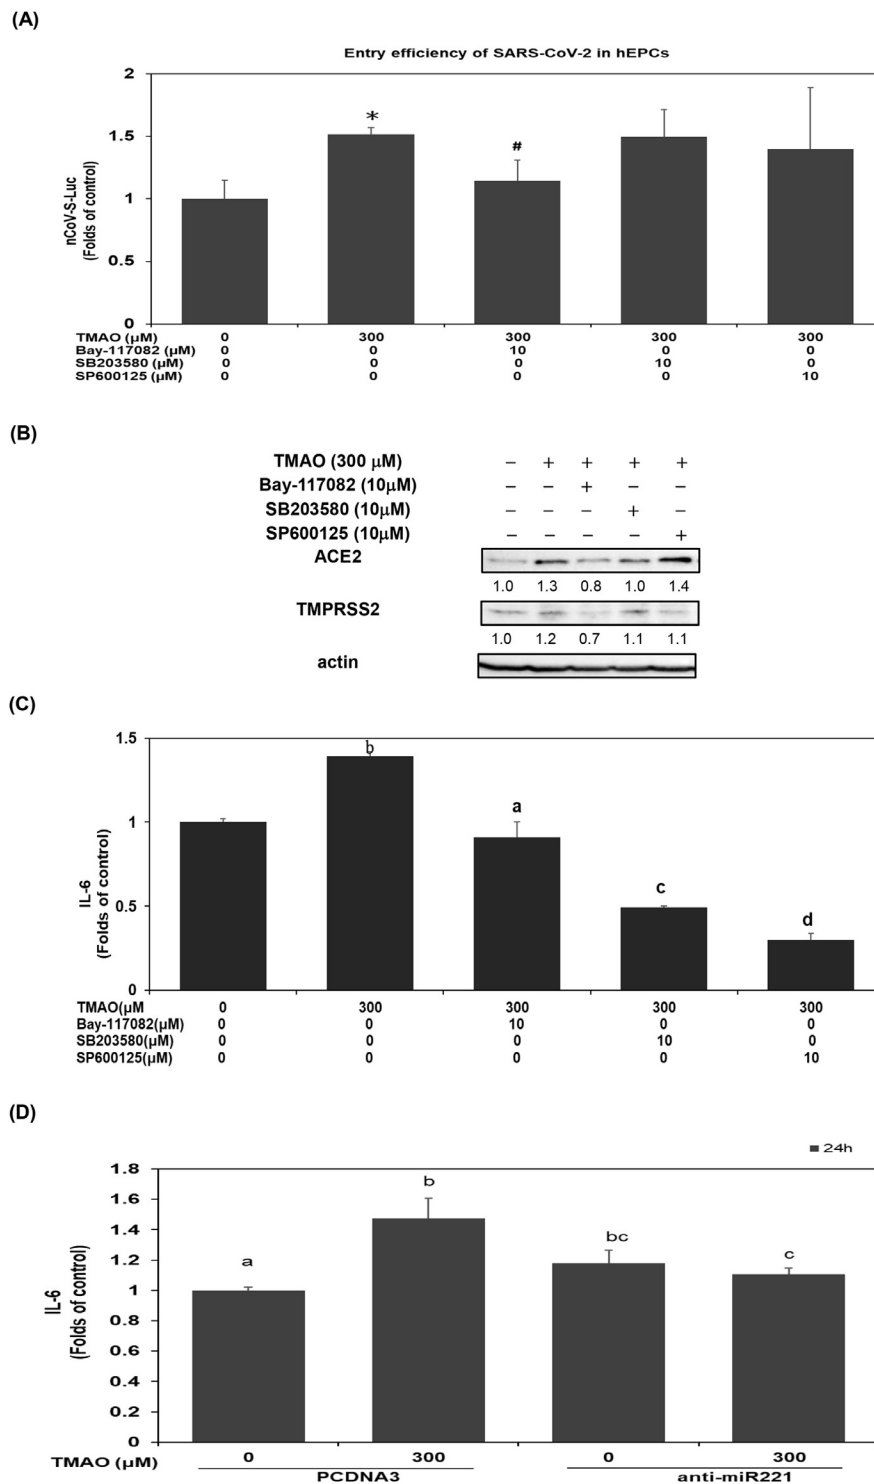 (A)
Entry efficiency of SARS-CoV-2 in hEPCs
nCoV-S-Luc
(Folds of control)
2
1.5
1
0.5
0
*
#
TMAO (μM) 0 300 300 300 300
Bay-117082 (μM) 0 0 10 0 0
SB203580 (μM) 0 0 0 10 0
SP600125 (μM) 0 0 0 0 10
(B)
TMAO (300 μM) – + + + +
Bay-117082 (10μM) – – + – –
SB203580 (10μM) – – – + –
SP600125 (10μM) – – – – +
ACE2
1.0 1.3 0.8 1.0 1.4
TMPRSS2
1.0 1.2 0.7 1.1 1.1
actin
(C)
IL-6
(Folds of control)
1.5
1
0.5
0
b
a
c
d
TMAO(μM 0 300 300 300 300
Bay-117082(μM) 0 0 10 0 0
SB203580(μM) 0 0 0 10 0
SP600125(μM) 0 0 0 0 10
(D)
24h
IL-6
(Folds of control)
1.8
1.6
1.4
1.2
1
0.8
0.6
0.4
0.2
0
a
b
bc
c
TMAO (μM) 0 300 0 300
PCDNA3 anti-miR221